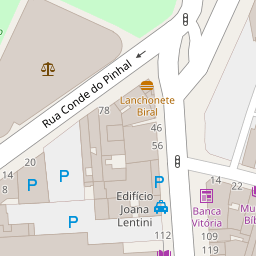 Rua Conde do Pinhal
←
Lanchonete
Biral
78
46
56
20
14
8
P
P
P
Edifício
Joana
Lentini
14
22
Banca
Vitória
Mu
Bíb
109
119
112